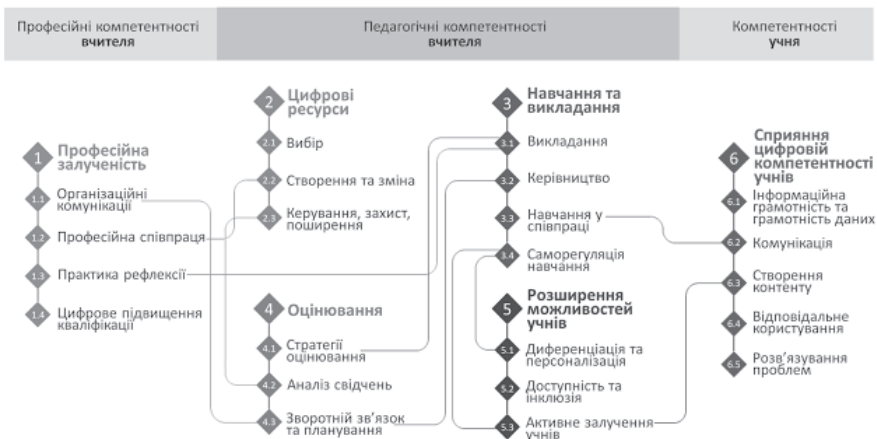 Професійні компетентності
вчителя
Педагогічні компетентності
вчителя
Компетентності
учня
1
Професійна
залученість
1.1
Організаційні
комунікації
1.2
Професійна співпраця
1.3
Практика рефлексії
1.4
Цифрове підвищення
кваліфікації
2
Цифрові
ресурси
2.1
Вибір
2.2
Створення та зміна
2.3
Керування, захист,
поширення
4
Оцінювання
4.1
Стратегії
оцінювання
4.2
Аналіз свідчень
4.3
Зворотній зв’язок
та планування
3
Навчання та
викладання
3.1
Викладання
3.2
Керівництво
3.3
Навчання у
співпраці
3.4
Саморегуляція
навчання
5
Розширення
можливостей
учнів
5.1
Диференціація та
персоналізація
5.2
Доступність та
інклюзія
5.3
Активне залучення
учнів
6
Сприяння
цифровій
компетентності
учнів
6.1
Інформаційна
грамотність та
грамотність даних
6.2
Комунікація
6.3
Створення
контенту
6.4
Відповідальне
користування
6.5
Розв’язування
проблем